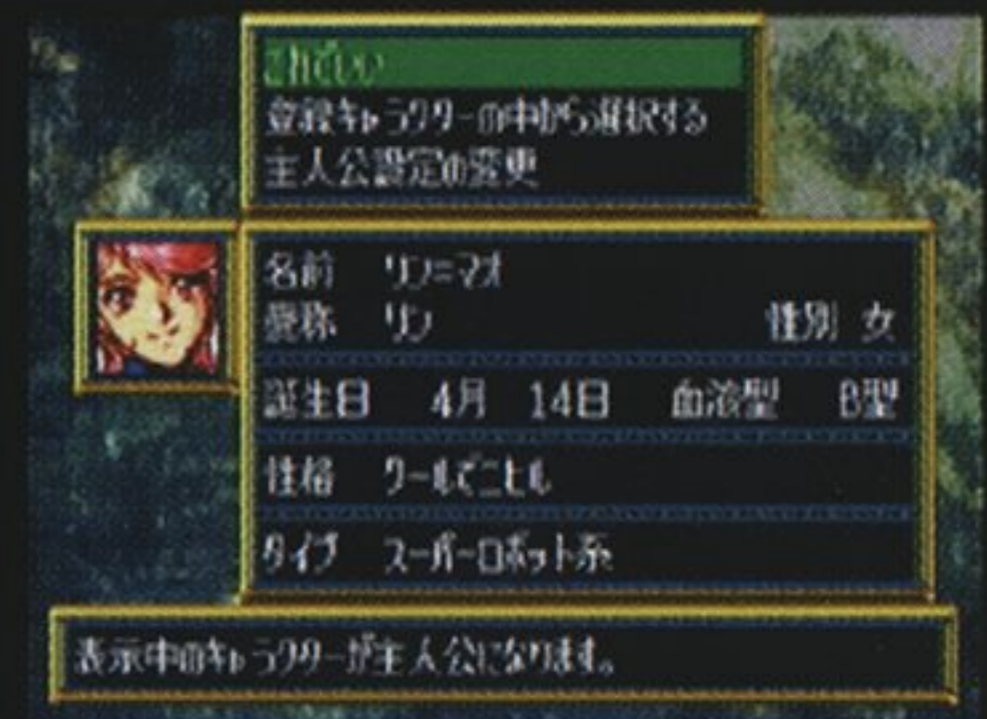 これでいい
登録キャラクターの中から選択する
主人公設定の変更
名前 リン=マオ
愛称 リン 性別 女
誕生日 4月 14日 血液型 B型
性格 クールでニヒル
タイプ スーパーロボット系
表示中のキャラクターが主人公になります。